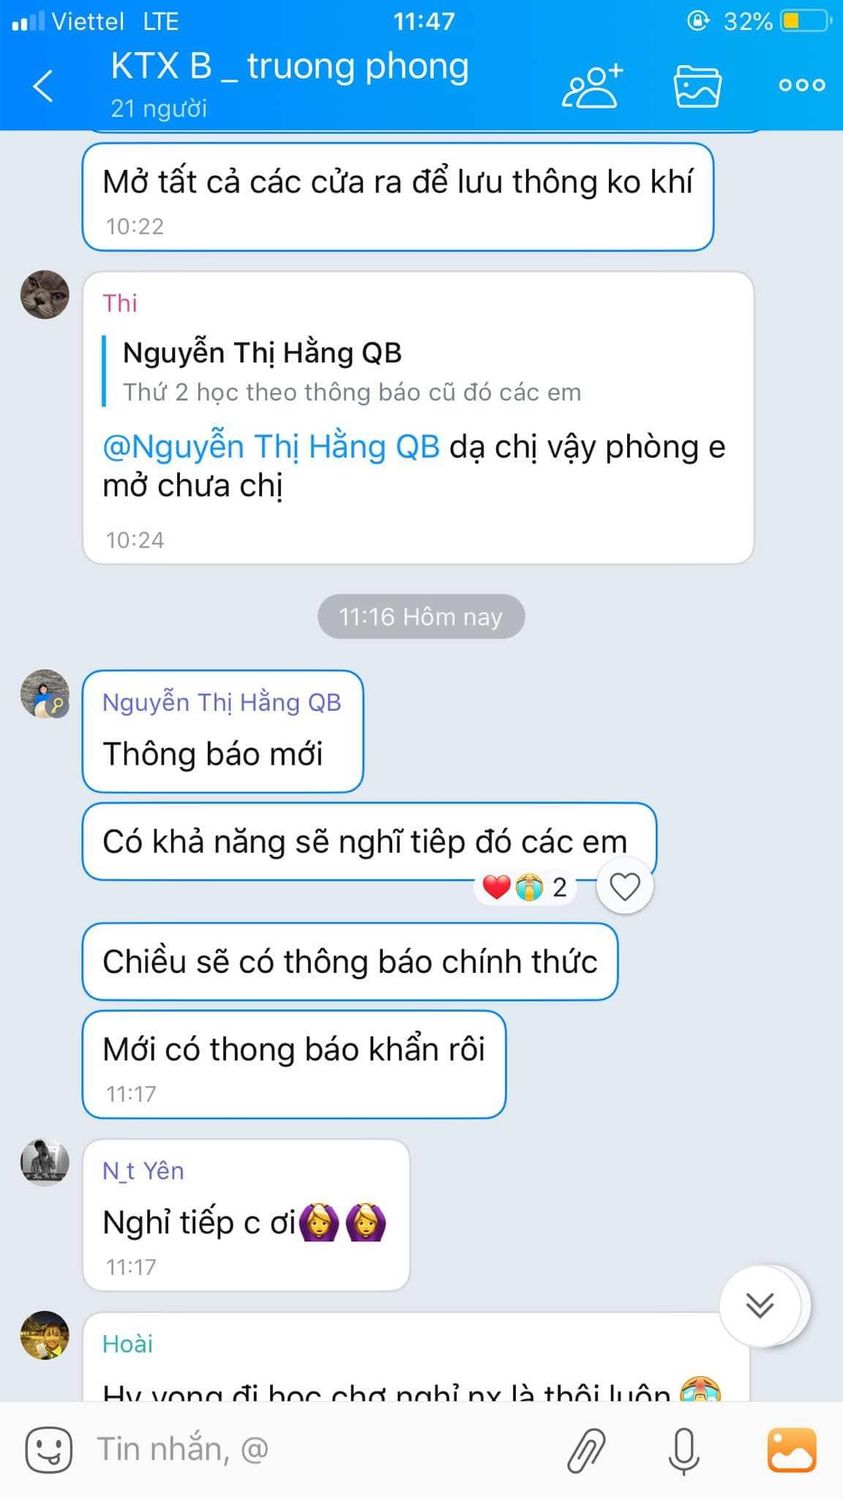 Viettel LTE 11:47 32%
KTX B _ truong phong
21 người
Mở tất cả các cửa ra để lưu thông ko khí
10:22
Thi
Nguyễn Thị Hằng QB
Thứ 2 học theo thông báo cũ đó các em
@Nguyễn Thị Hằng QB dạ chị vậy phòng e
mở chưa chị
10:24
11:16 Hôm nay
Nguyễn Thị Hằng QB
Thông báo mới
Có khả năng sẽ nghĩ tiêp đó các em
2
Chiều sẽ có thông báo chính thức
Mới có thong báo khẩn rôi
11:17
N_t Yên
Nghỉ tiếp c ơi
11:17
Hoài
Hy vọng đi học chợ nghỉ nx là thôi luôn
Tin nhắn, @